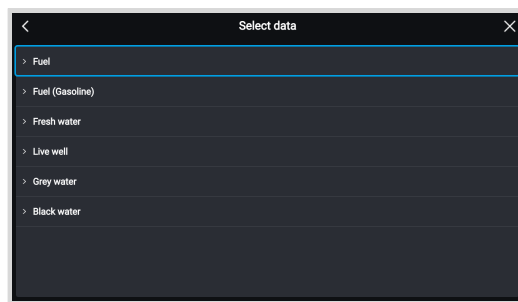 Select data
Fuel
Fuel (Gasoline)
Fresh water
Live well
Grey water
Black water